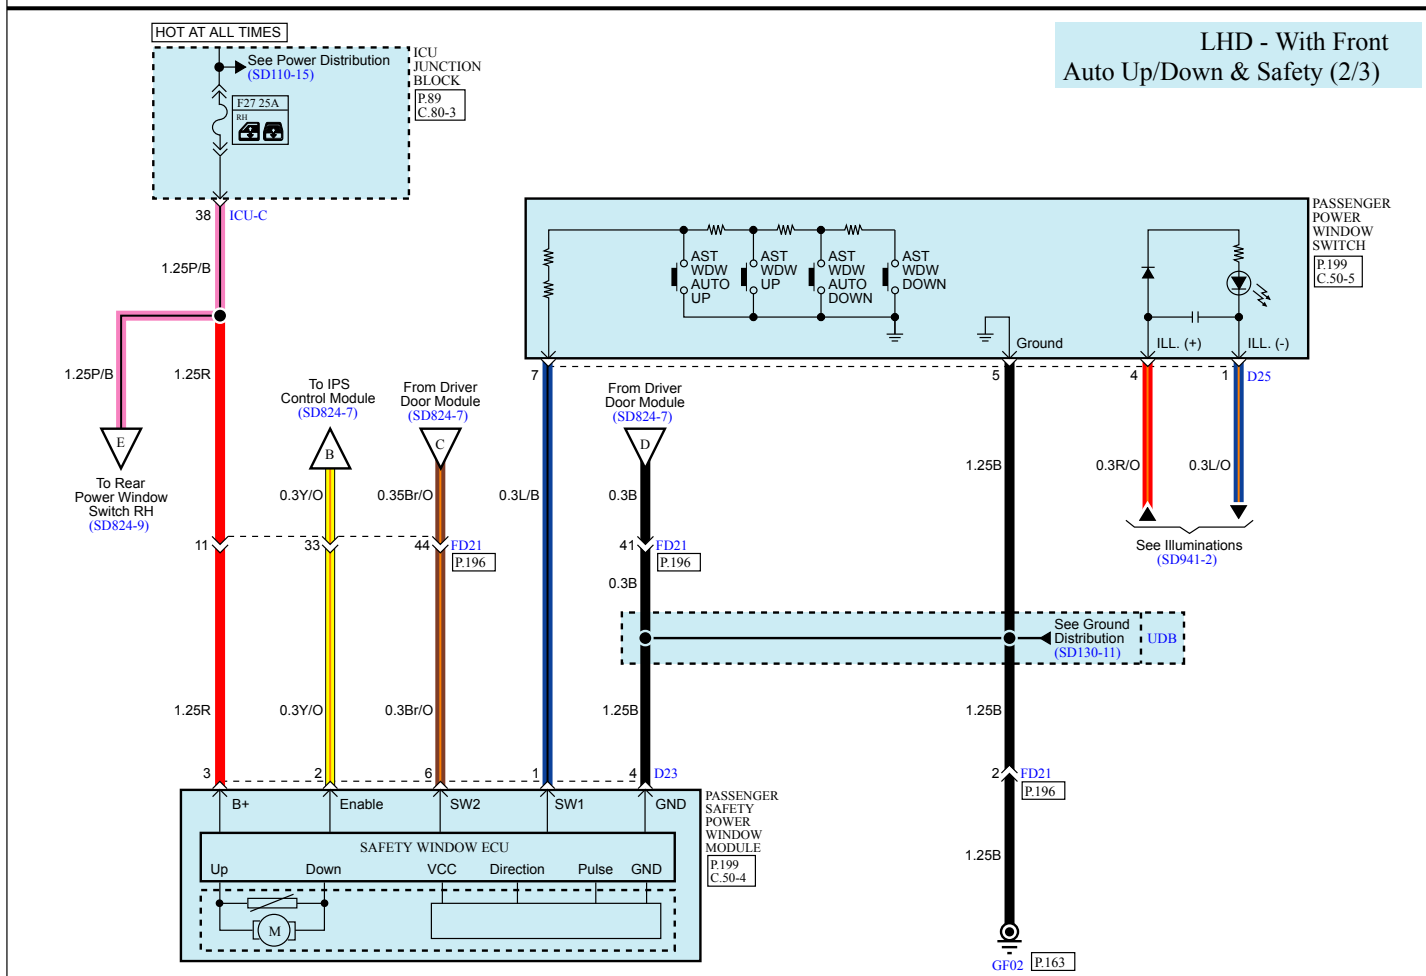 HOT AT ALL TIMES
LHD - With Front
Auto Up/Down & Safety (2/3)
See Power Distribution
(SD110-15)
ICU
JUNCTION
BLOCK
P.89
C.80-3
F27 25A
RH
38
ICU-C
1.25P/B
PASSENGER
POWER
WINDOW
SWITCH
P.199
C.50-5
AST
WDW
AUTO
UP
AST
WDW
UP
AST
WDW
AUTO
DOWN
AST
WDW
DOWN
Ground
ILL. (+)
ILL. (-)
7
5
4
1
D25
1.25P/B
1.25R
To IPS
Control Module
(SD824-7)
B
From Driver
Door Module
(SD824-7)
C
From Driver
Door Module
(SD824-7)
D
E
To Rear
Power Window
Switch RH
(SD824-9)
0.3Y/O
0.35Br/O
0.3L/B
0.3B
1.25B
0.3R/O
0.3L/O
11
33
44
FD21
P.196
41
FD21
P.196
See Illuminations
(SD941-2)
0.3B
See Ground
Distribution
(SD130-11)
UDB
1.25R
0.3Y/O
0.3Br/O
1.25B
1.25B
3
2
6
1
4
D23
2
FD21
P.196
B+
Enable
SW2
SW1
GND
PASSENGER
SAFETY
POWER
WINDOW
MODULE
P.199
C.50-4
SAFETY WINDOW ECU
Up
Down
VCC
Direction
Pulse
GND
M
1.25B
GF02
P.163